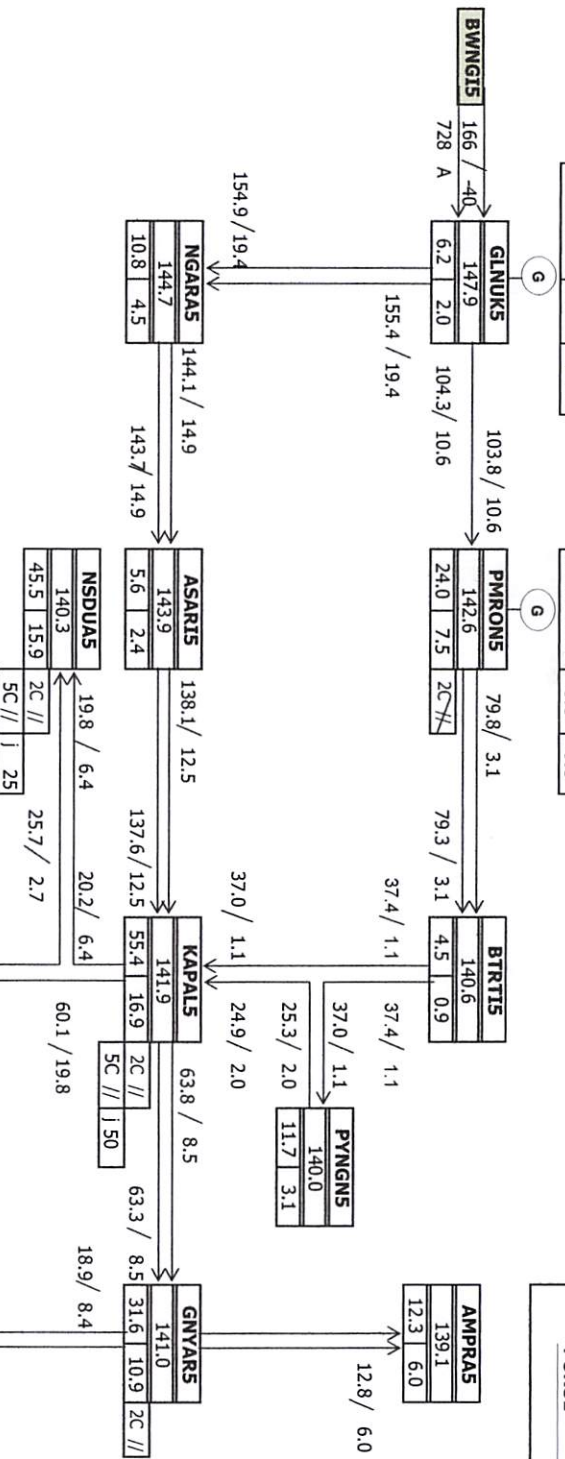 BWNGI5
166 / -40
728 A
G
GLNUK5
147.9
6.2 2.0
154.9 / 19.4
155.4 / 19.4
104.3 / 10.6
103.8 / 10.6
G
PMRON5
142.6
24.0 7.5 2C //
79.8 / 3.1
79.3 / 3.1
BTRTI5
140.6
4.5 0.9
37.4 / 1.1
37.4 / 1.1
37.0 / 1.1
37.0 / 1.1
25.3 / 2.0
24.9 / 2.0
PYNGN5
140.0
11.7 3.1
AMPRA5
139.1
12.3 6.0
12.8 / 6.0
NGARA5
144.7
10.8 4.5
144.1 / 14.9
143.7 / 14.9
ASARI5
143.9
5.6 2.4
138.1 / 12.5
137.6 / 12.5
KAPAL5
141.9
55.4 16.9 2C //
5C // j 50
63.8 / 8.5
63.3 / 8.5
GNYAR5
141.0
31.6 10.9 2C //
18.9 / 8.4
NSDUA5
140.3
45.5 15.9 2C //
5C // j 25
19.8 / 6.4
20.2 / 6.4
25.7 / 2.7
60.1 / 19.8